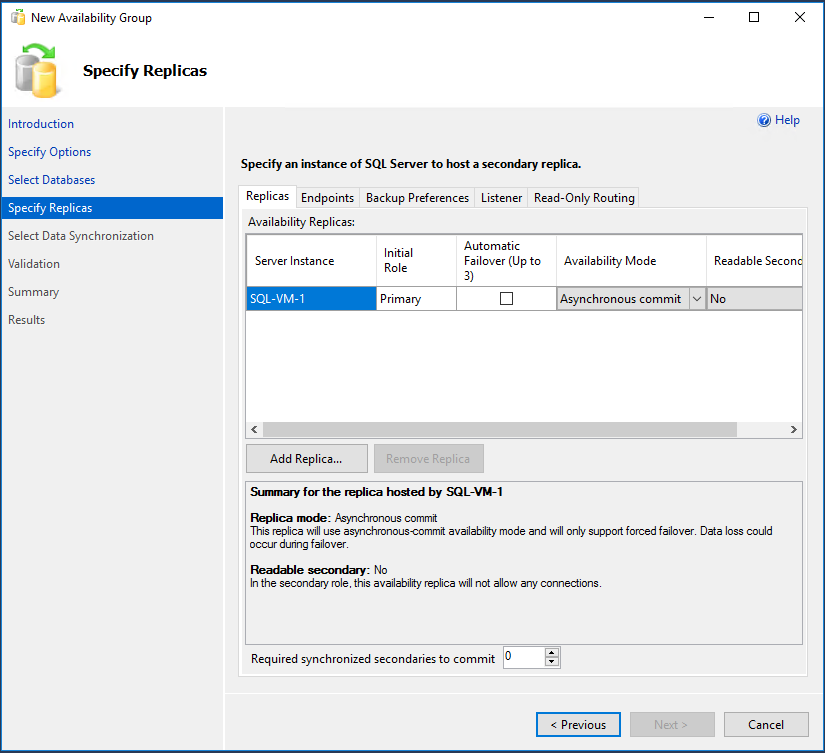 New Availability Group
Specify Replicas
Introduction
Specify Options
Select Databases
Specify Replicas
Select Data Synchronization
Validation
Summary
Results
Help
Specify an instance of SQL Server to host a secondary replica.
Replicas Endpoints Backup Preferences Listener Read-Only Routing
Availability Replicas:
Server Instance
Initial
Role
Automatic
Failover (Up to
3)
Availability Mode
Readable Second
SQL-VM-1 Primary Asynchronous commit No
Add Replica... Remove Replica
Summary for the replica hosted by SQL-VM-1
Replica mode: Asynchronous commit
This replica will use asynchronous-commit availability mode and will only support forced failover. Data loss could
occur during failover.
Readable secondary: No
In the secondary role, this availability replica will not allow any connections.
Required synchronized secondaries to commit 0
< Previous Next > Cancel